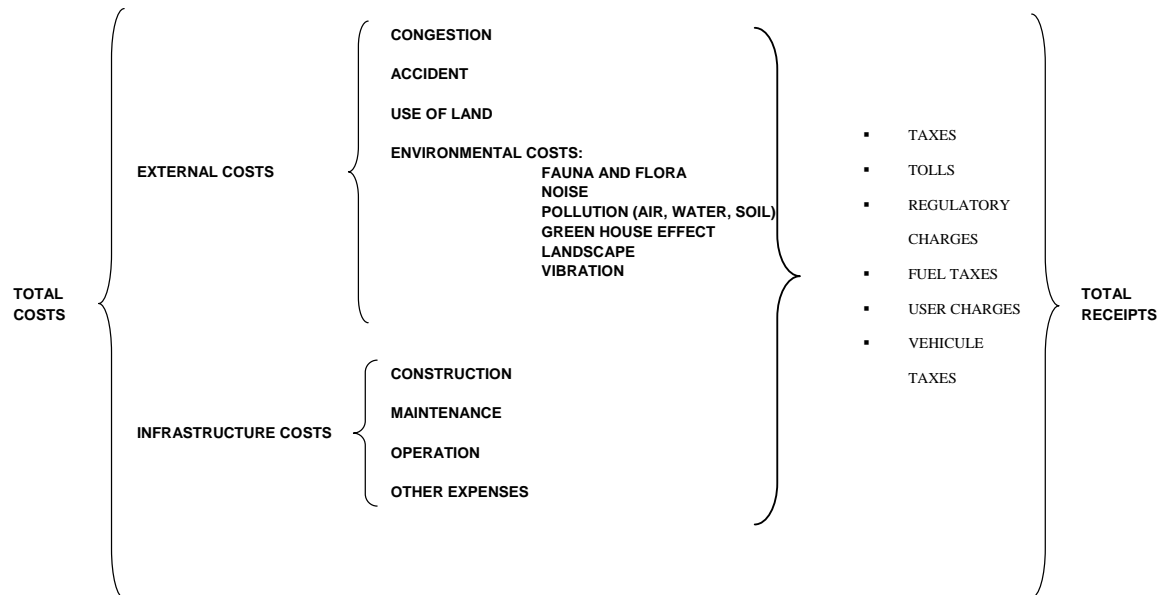 TOTAL
COSTS
EXTERNAL COSTS
CONGESTION
ACCIDENT
USE OF LAND
ENVIRONMENTAL COSTS:
FAUNA AND FLORA
NOISE
POLLUTION (AIR, WATER, SOIL)
GREEN HOUSE EFFECT
LANDSCAPE
VIBRATION
INFRASTRUCTURE COSTS
CONSTRUCTION
MAINTENANCE
OPERATION
OTHER EXPENSES
▪ TAXES
▪ TOLLS
▪ REGULATORY
CHARGES
▪ FUEL TAXES
▪ USER CHARGES
▪ VEHICULE
TAXES
TOTAL
RECEIPTS